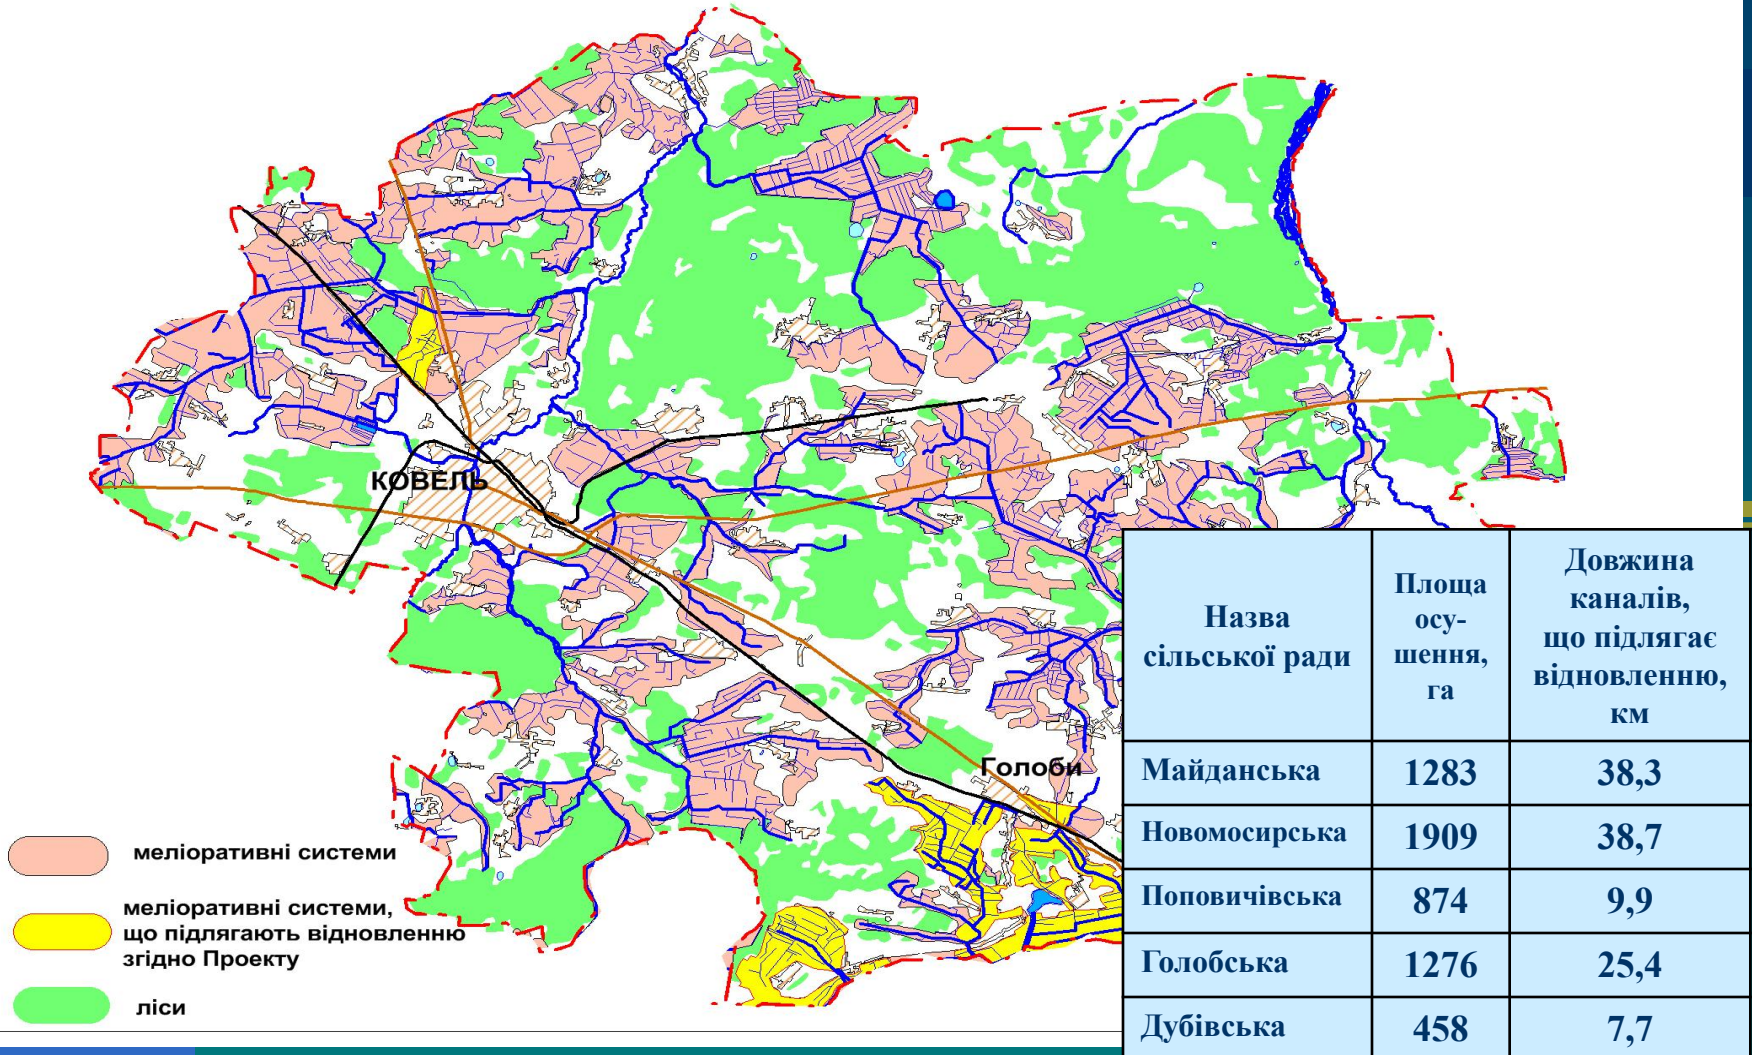 КОВЕЛЬ
Голоби
меліоративні системи
меліоративні системи,
що підлягають відновленню
згідно Проекту
ліси
Назва
сільської ради
Площа
осу-
шення,
га
Довжина
каналів,
що підлягає
відновленню,
км
Майданська 1283 38,3
Новомосирська 1909 38,7
Поповичівська 874 9,9
Голобська 1276 25,4
Дубівська 458 7,7